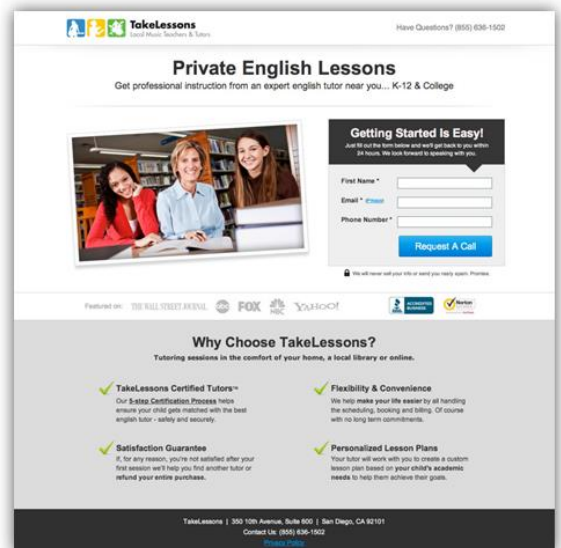 TakeLessons
Local Music Teachers & Tutors
Have Questions? (855) 636-1502
Private English Lessons
Get professional instruction from an expert english tutor near you... K-12 & College
Getting Started Is Easy!
Just fill out the form below and we'll get back to you within
24 hours. We look forward to speaking with you.
First Name *
Email * (Privacy)
Phone Number *
Request A Call
We will never sell your info or send you nasty spam. Promise.
Featured on: THE WALL STREET JOURNAL abc FOX NBC YAHOO!
BBB ACCREDITED BUSINESS
Norton
Why Choose TakeLessons?
Tutoring sessions in the comfort of your home, a local library or online.
TakeLessons Certified Tutors™
Our 5-step Certification Process helps
ensure your child gets matched with the best
english tutor - safely and securely.
Flexibility & Convenience
We help make your life easier by all handling
the scheduling, booking and billing. Of course
with no long term commitments.
Satisfaction Guarantee
If, for any reason, you're not satisfied after your
first session we'll help you find another tutor or
refund your entire purchase.
Personalized Lesson Plans
Your tutor will work with you to create a custom
lesson plan based on your child's academic
needs to help them achieve their goals.
TakeLessons | 350 10th Avenue, Suite 600 | San Diego, CA 92101
Contact Us: (855) 636-1502
Privacy Policy